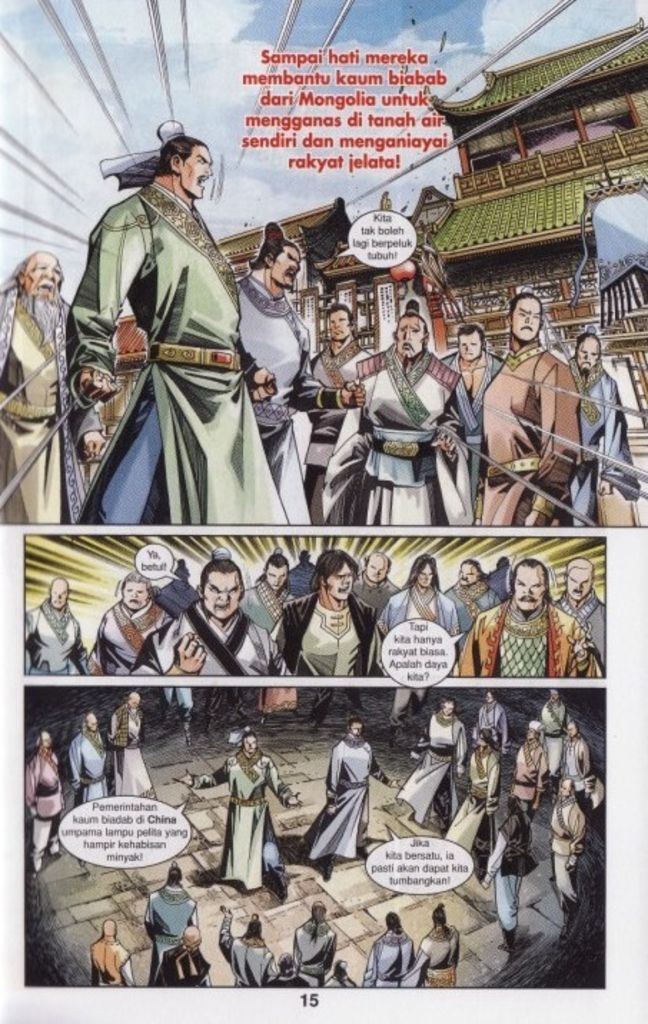 Sampai hati mereka
membantu kaum biabab
dari Mongolia untuk
mengganas di tanah air
sendiri dan menganiayai
rakyat jelata!
Kita
tak boleh
lagi berpeluk
tubuh!
Ya,
betul!
Tapi
kita hanya
rakyat biasa.
Apalah daya
kita?
Pemerintahan
kaum biadab di China
umpama lampu pelita yang
hampir kehabisan
minyak!
Jika
kita bersatu, ia
pasti akan dapat kita
tumbangkan!
15